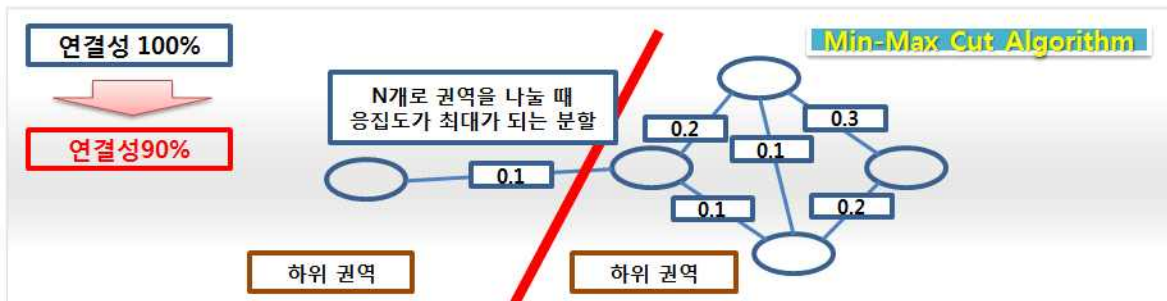 연결성 100%
연결성90%
Min-Max Cut Algorithm
N개로 권역을 나눌 때
응집도가 최대가 되는 분할
0.1
0.2
0.1
0.3
0.1
0.2
하위 권역
하위 권역